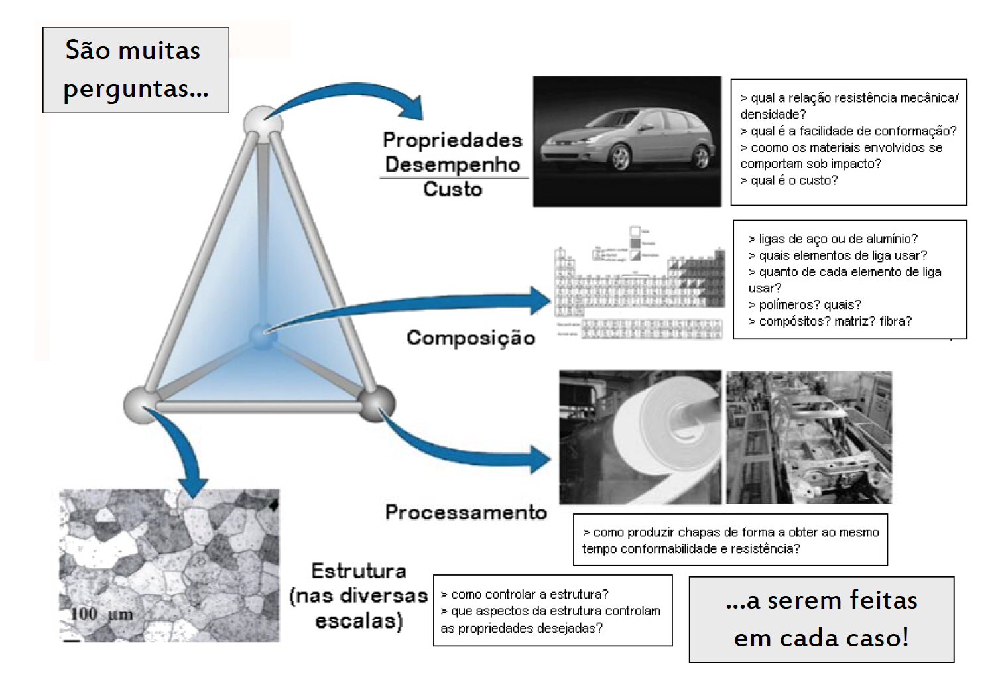 São muitas
perguntas...
Propriedades
Desempenho
Custo
> qual a relação resistência mecânica/
densidade?
> qual é a facilidade de conformação?
> coomo os materiais envolvidos se
comportam sob impacto?
> qual é o custo?
Composição
> ligas de aço ou de alumínio?
> quais elementos de liga usar?
> quanto de cada elemento de liga
usar?
> polímeros? quais?
> compósitos? matriz? fibra?
Processamento
> como produzir chapas de forma a obter ao mesmo
tempo conformabilidade e resistência?
100 µm
Estrutura
(nas diversas
escalas)
> como controlar a estrutura?
> que aspectos da estrutura controlam
as propriedades desejadas?
...a serem feitas
em cada caso!